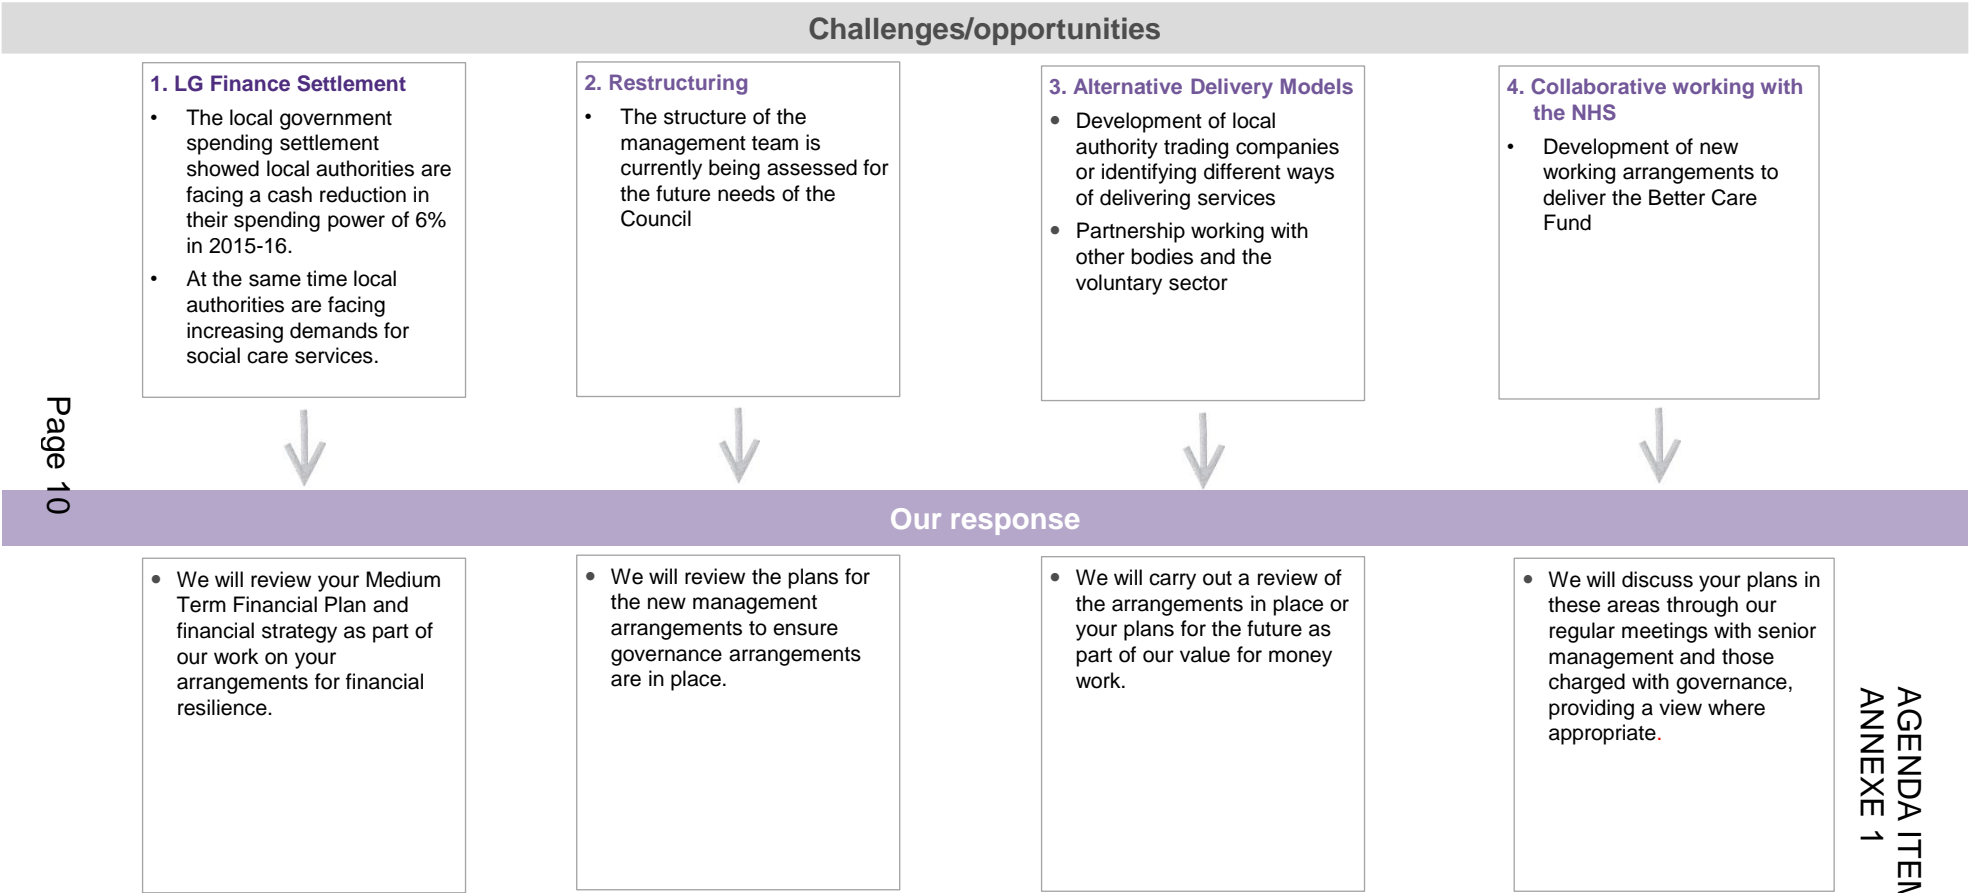 Challenges/opportunities
1. LG Finance Settlement
• The local government
spending settlement
showed local authorities are
facing a cash reduction in
their spending power of 6%
in 2015-16.
• At the same time local
authorities are facing
increasing demands for
social care services.
2. Restructuring
• The structure of the
management team is
currently being assessed for
the future needs of the
Council
3. Alternative Delivery Models
• Development of local
authority trading companies
or identifying different ways
of delivering services
• Partnership working with
other bodies and the
voluntary sector
4. Collaborative working with
the NHS
• Development of new
working arrangements to
deliver the Better Care
Fund
Page 10
Our response
• We will review your Medium
Term Financial Plan and
financial strategy as part of
our work on your
arrangements for financial
resilience.
• We will review the plans for
the new management
arrangements to ensure
governance arrangements
are in place.
• We will carry out a review of
the arrangements in place or
your plans for the future as
part of our value for money
work.
• We will discuss your plans in
these areas through our
regular meetings with senior
management and those
charged with governance,
providing a view where
appropriate.
AGENDA ITEM
ANNEXE 1